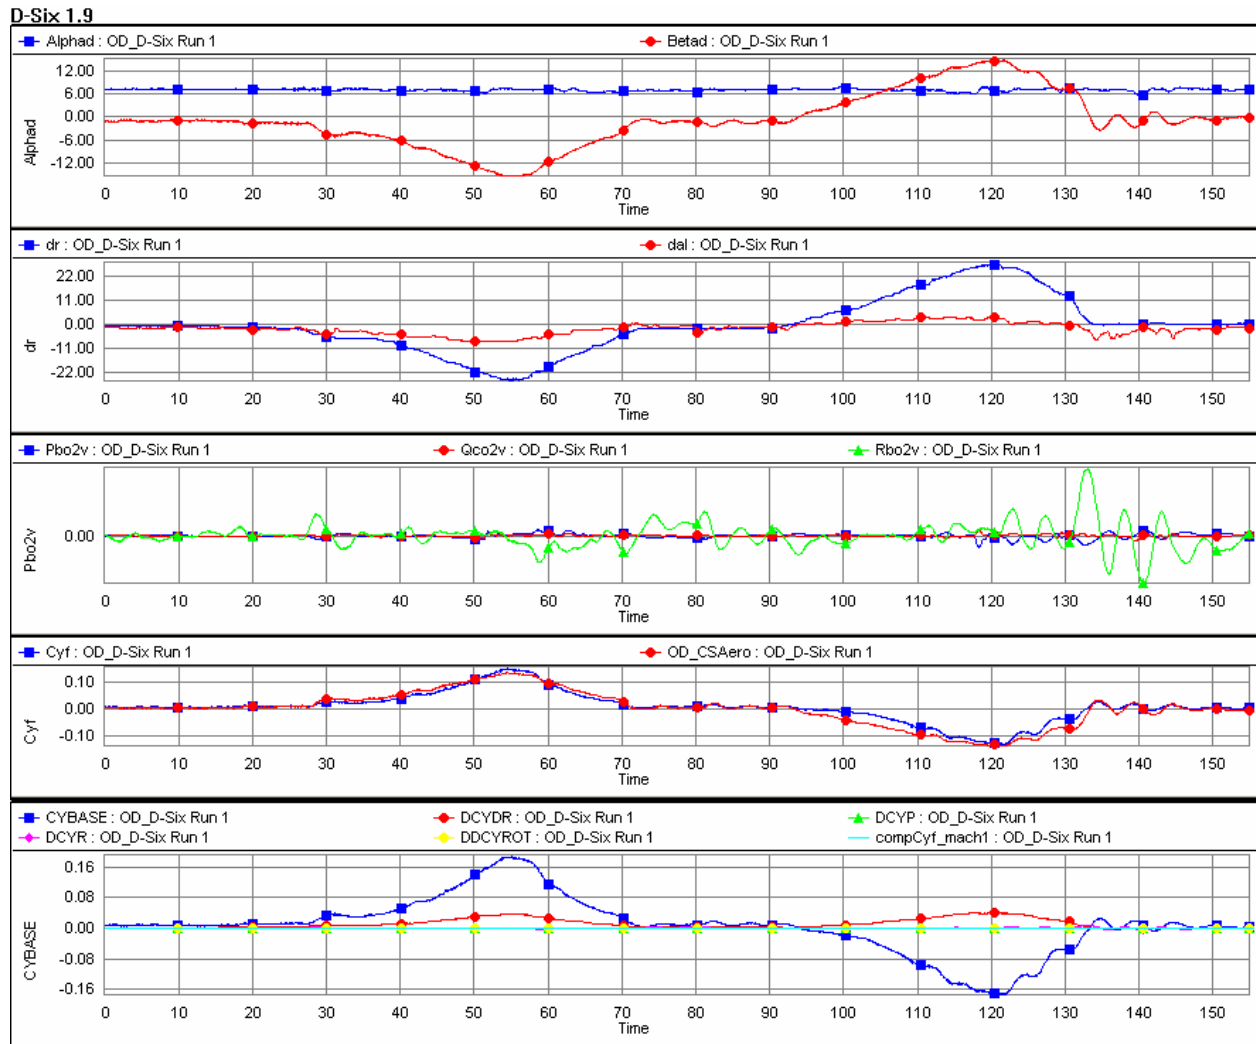 D-Six 1.9
Alphad : OD_D-Six Run 1 Betad : OD_D-Six Run 1
12.00
6.00
0.00
-6.00
-12.00
Alphad
0 10 20 30 40 50 60 70 80 90 100 110 120 130 140 150
Time
dr : OD_D-Six Run 1 dal : OD_D-Six Run 1
22.00
11.00
0.00
-11.00
-22.00
dr
0 10 20 30 40 50 60 70 80 90 100 110 120 130 140 150
Time
Pbo2v : OD_D-Six Run 1 Qco2v : OD_D-Six Run 1 Rbo2v : OD_D-Six Run 1
0.00
Pbo2v
0 10 20 30 40 50 60 70 80 90 100 110 120 130 140 150
Time
Cyf : OD_D-Six Run 1 OD_CSAero : OD_D-Six Run 1
0.10
0.00
-0.10
Cyf
0 10 20 30 40 50 60 70 80 90 100 110 120 130 140 150
Time
CYBASE : OD_D-Six Run 1 DCYDR : OD_D-Six Run 1 DCYP : OD_D-Six Run 1
DCYR : OD_D-Six Run 1 DDCYROT : OD_D-Six Run 1 compCyf_mach1 : OD_D-Six Run 1
0.16
0.08
0.00
-0.08
-0.16
CYBASE
0 10 20 30 40 50 60 70 80 90 100 110 120 130 140 150
Time